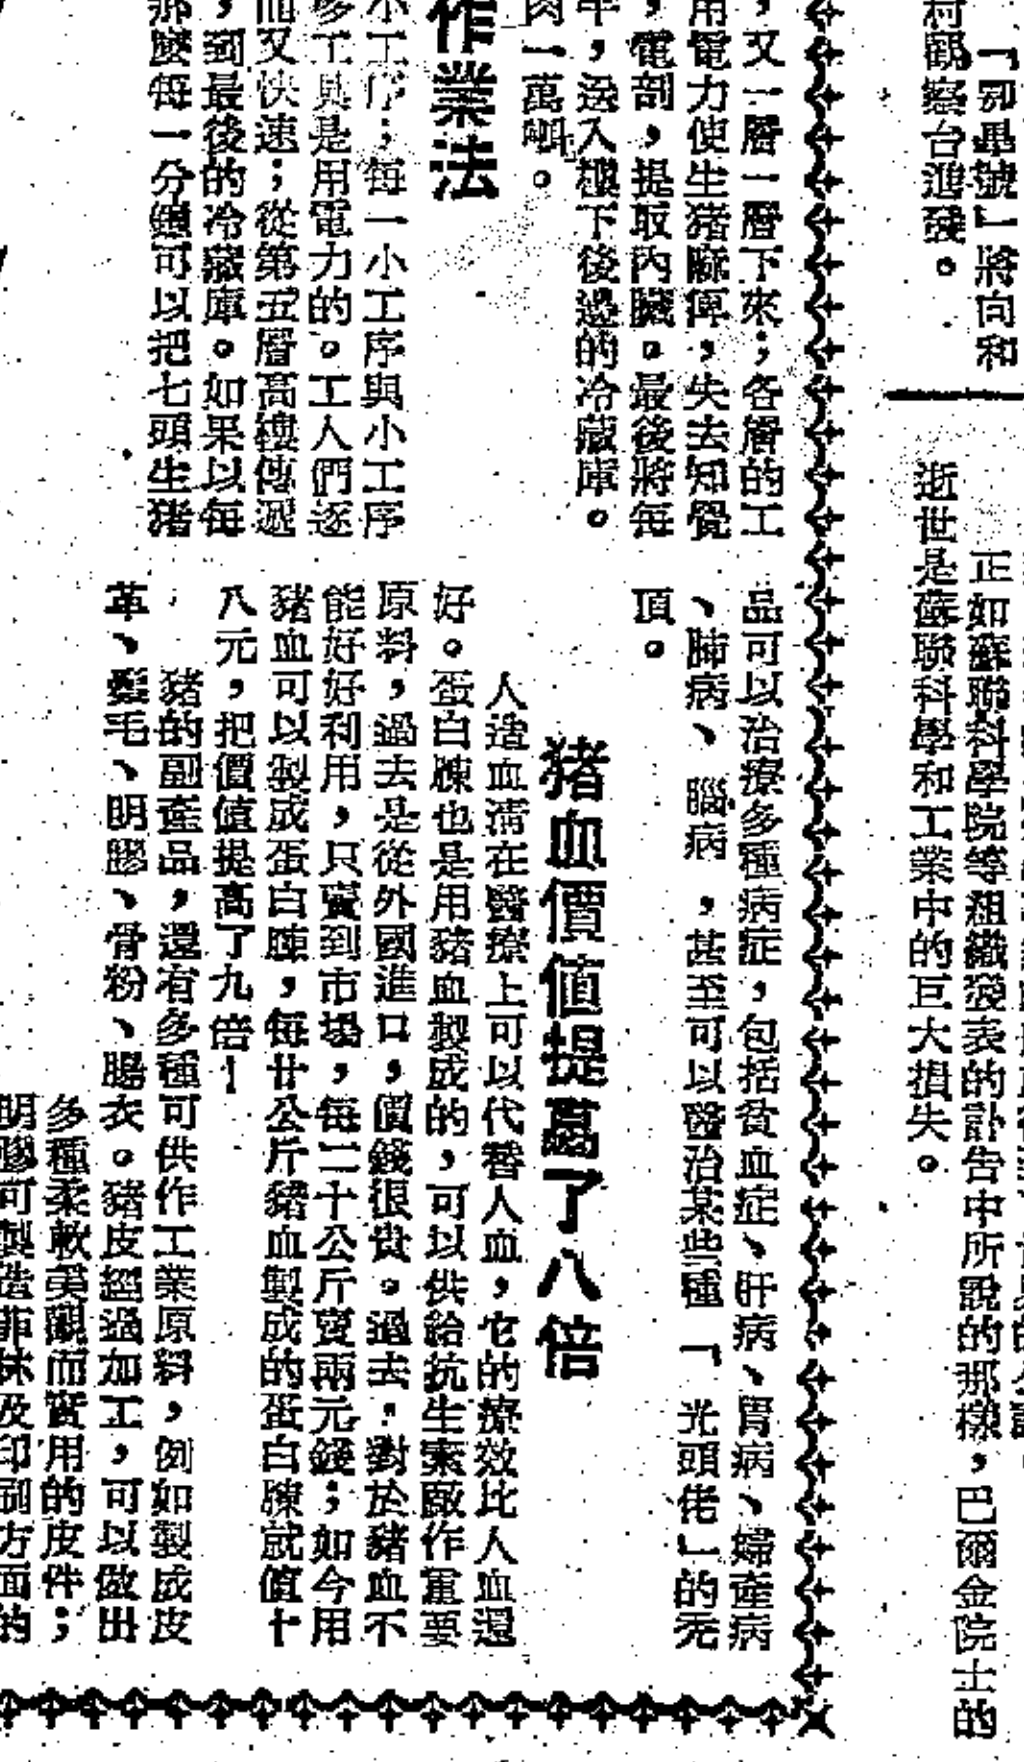 「卵墨號」將向和
村觀察台進發。
正如蘇聯科學院等組織發表的訃告中所說的那樣，巴爾金院士的
逝世是蘇聯科學和工業中的巨大損失。
，又一層一層下來；各層的工
用電力使生猪麻痺，失去知覺
，電剖，提取內臟。最後將每
半，送入樓下後邊的冷藏庫。
肉一萬噸。
作業法
小工序；每一小工序與小工序
多工具是用電力的。工人們逐
而又快速；從第五層高樓傳遞
，到最後的冷藏庫。如果以每
那麼每一分鐘可以把七頭生猪
品可以治療多種病症，包括貧血症、肝病、胃病、婦產病
、肺病、腦病，甚至可以醫治某些種「光頭佬」的禿
頂。
猪血價值提高了八倍
人造血清在醫療上可以代替人血，它的療效比人血還
好。蛋白腖也是用豬血製成的，可以供給抗生素廠作重要
原料，過去是從外國進口，價錢很貴。過去，對於豬血不
能好好利用，只賣到市場，每二十公斤賣兩元錢；如今用
豬血可以製成蛋白腖，每廿公斤豬血製成的蛋白腖就值十
八元，把價值提高了九倍！
豬的副產品，還有多種可供作工業原料，例如製成皮
革、髮毛、明膠、骨粉、腸衣。豬皮經過加工，可以做出
多種柔軟美觀而實用的皮件；
明膠可製造菲林及印刷方面的